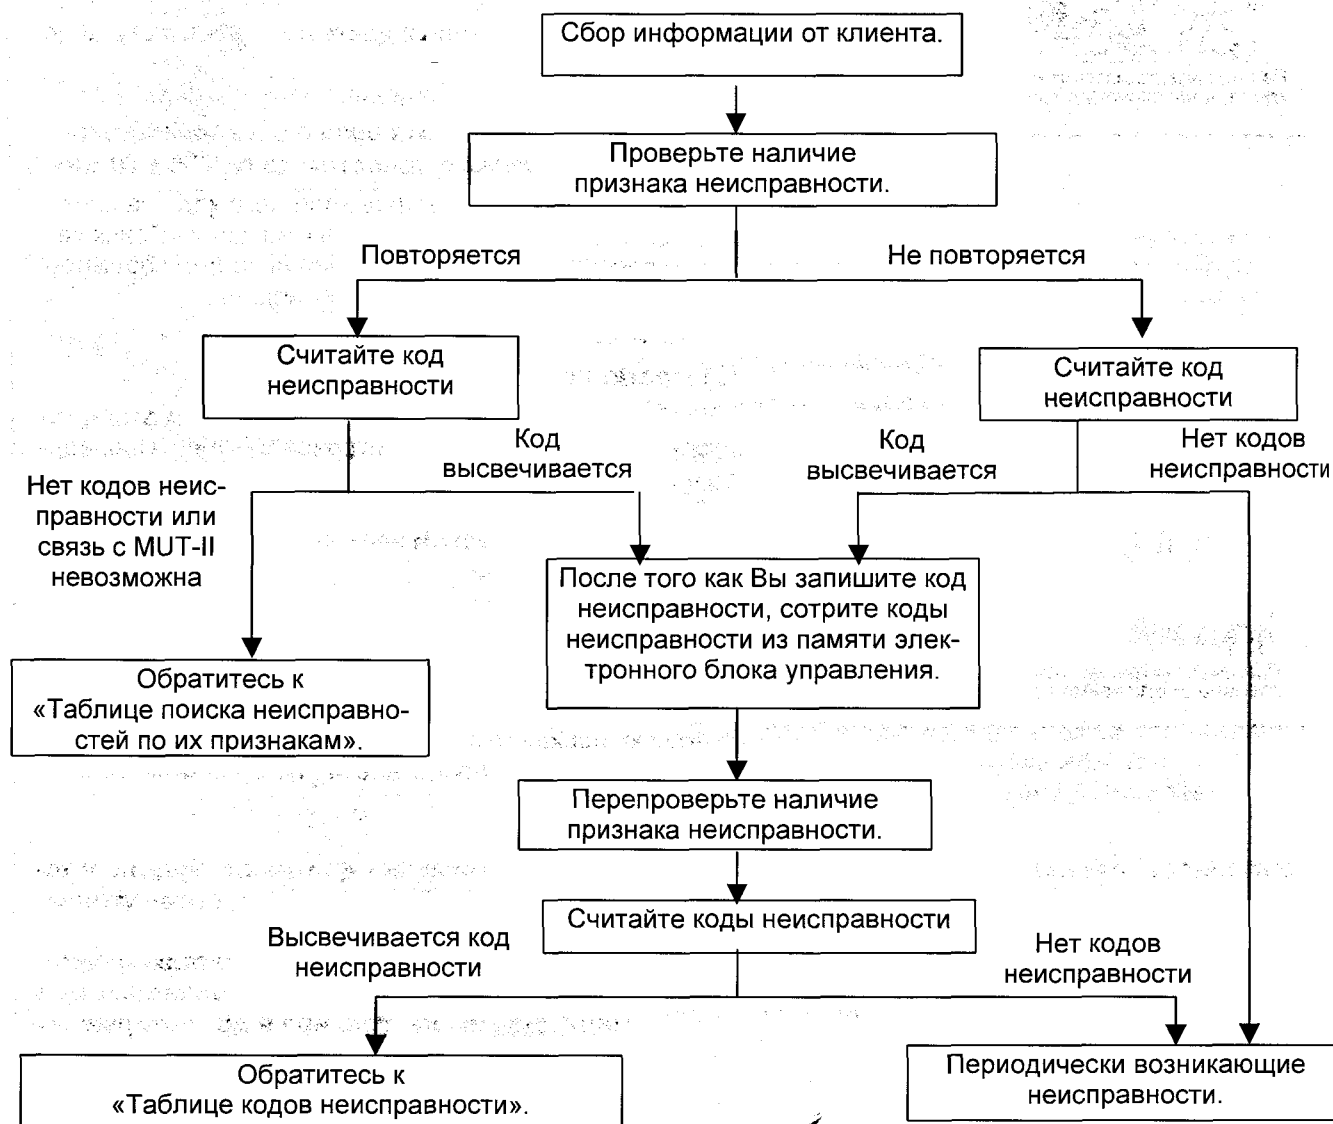 Сбор информации от клиента.
Проверьте наличие
признака неисправности.
Повторяется
Не повторяется
Считайте код
неисправности
Считайте код
неисправности
Нет кодов неис-
правности или
связь с MUT-II
невозможна
Код
высвечивается
Код
высвечивается
Нет кодов
неисправности
После того как Вы запишите код
неисправности, сотрите коды
неисправности из памяти элек-
тронного блока управления.
Обратитесь к
«Таблице поиска неисправно-
стей по их признакам».
Перепроверьте наличие
признака неисправности.
Считайте коды неисправности
Высвечивается код
неисправности
Нет кодов
неисправности
Обратитесь к
«Таблице кодов неисправности».
Периодически возникающие
неисправности.